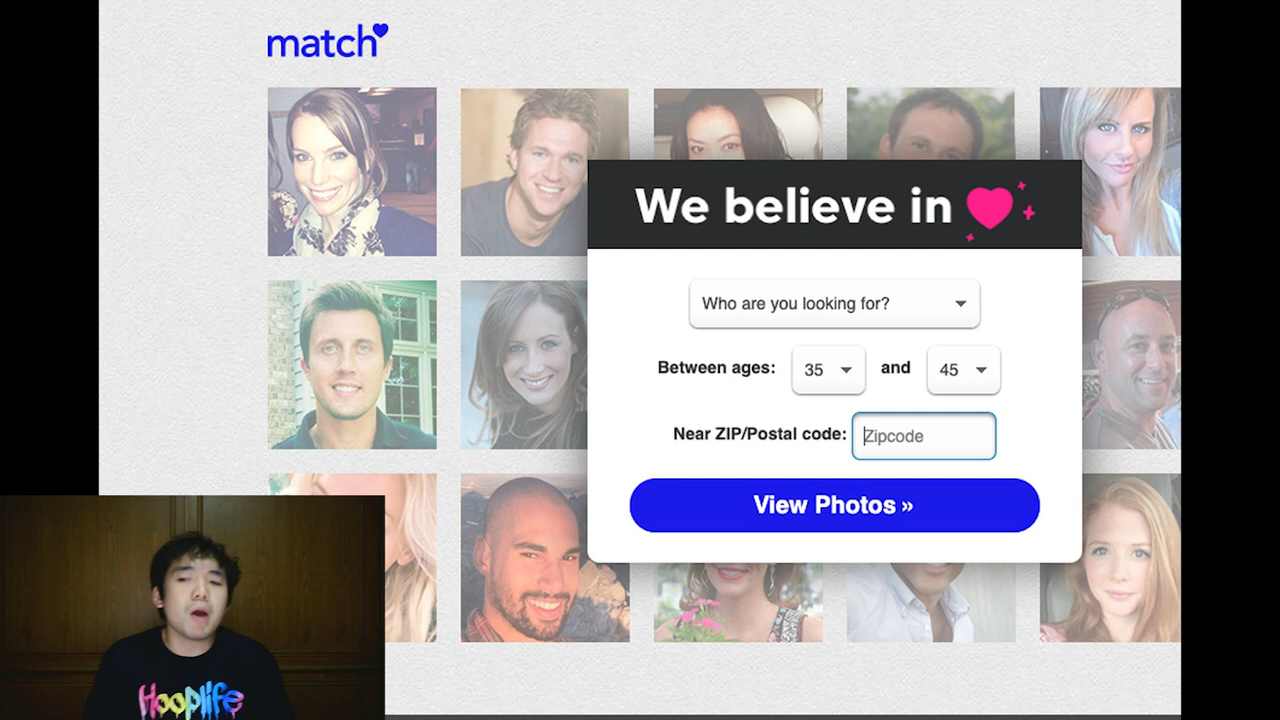 match
We believe in
Who are you looking for?
Between ages: 35 and 45
Near ZIP/Postal code: Zipcode
View Photos »
Hooplife